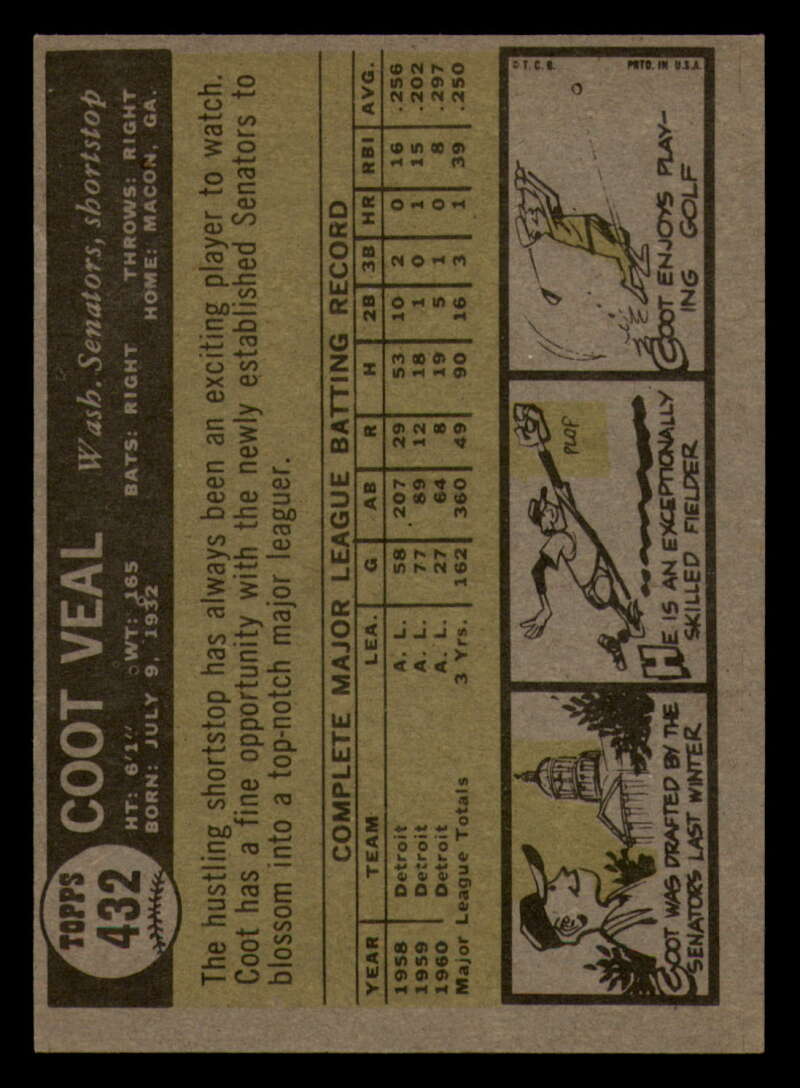 TOPPS
432
COOT VEAL
Wash. Senators, shortstop
HT: 6'1" WT: 165 BATS: RIGHT THROWS: RIGHT
BORN: JULY 9, 1932 HOME: MACON, GA.
The hustling shortstop has always been an exciting player to watch.
Coot has a fine opportunity with the newly established Senators to
blossom into a top-notch major leaguer.
COMPLETE MAJOR LEAGUE BATTING RECORD
YEAR TEAM LEA. G AB R H 2B 3B HR RBI AVG.
1958 Detroit A. L. 58 207 29 53 10 2 0 16 .256
1959 Detroit A. L. 77 89 12 18 1 0 1 15 .202
1960 Detroit A. L. 27 64 8 19 5 1 0 8 .297
Major League Totals 3 Yrs. 162 360 49 90 16 3 1 39 .250
COOT WAS DRAFTED BY THE
SENATORS LAST WINTER
PLOP
HE IS AN EXCEPTIONALLY
SKILLED FIELDER
© T. C. G. PRTD. IN U.S.A.
COOT ENJOYS PLAY-
ING GOLF